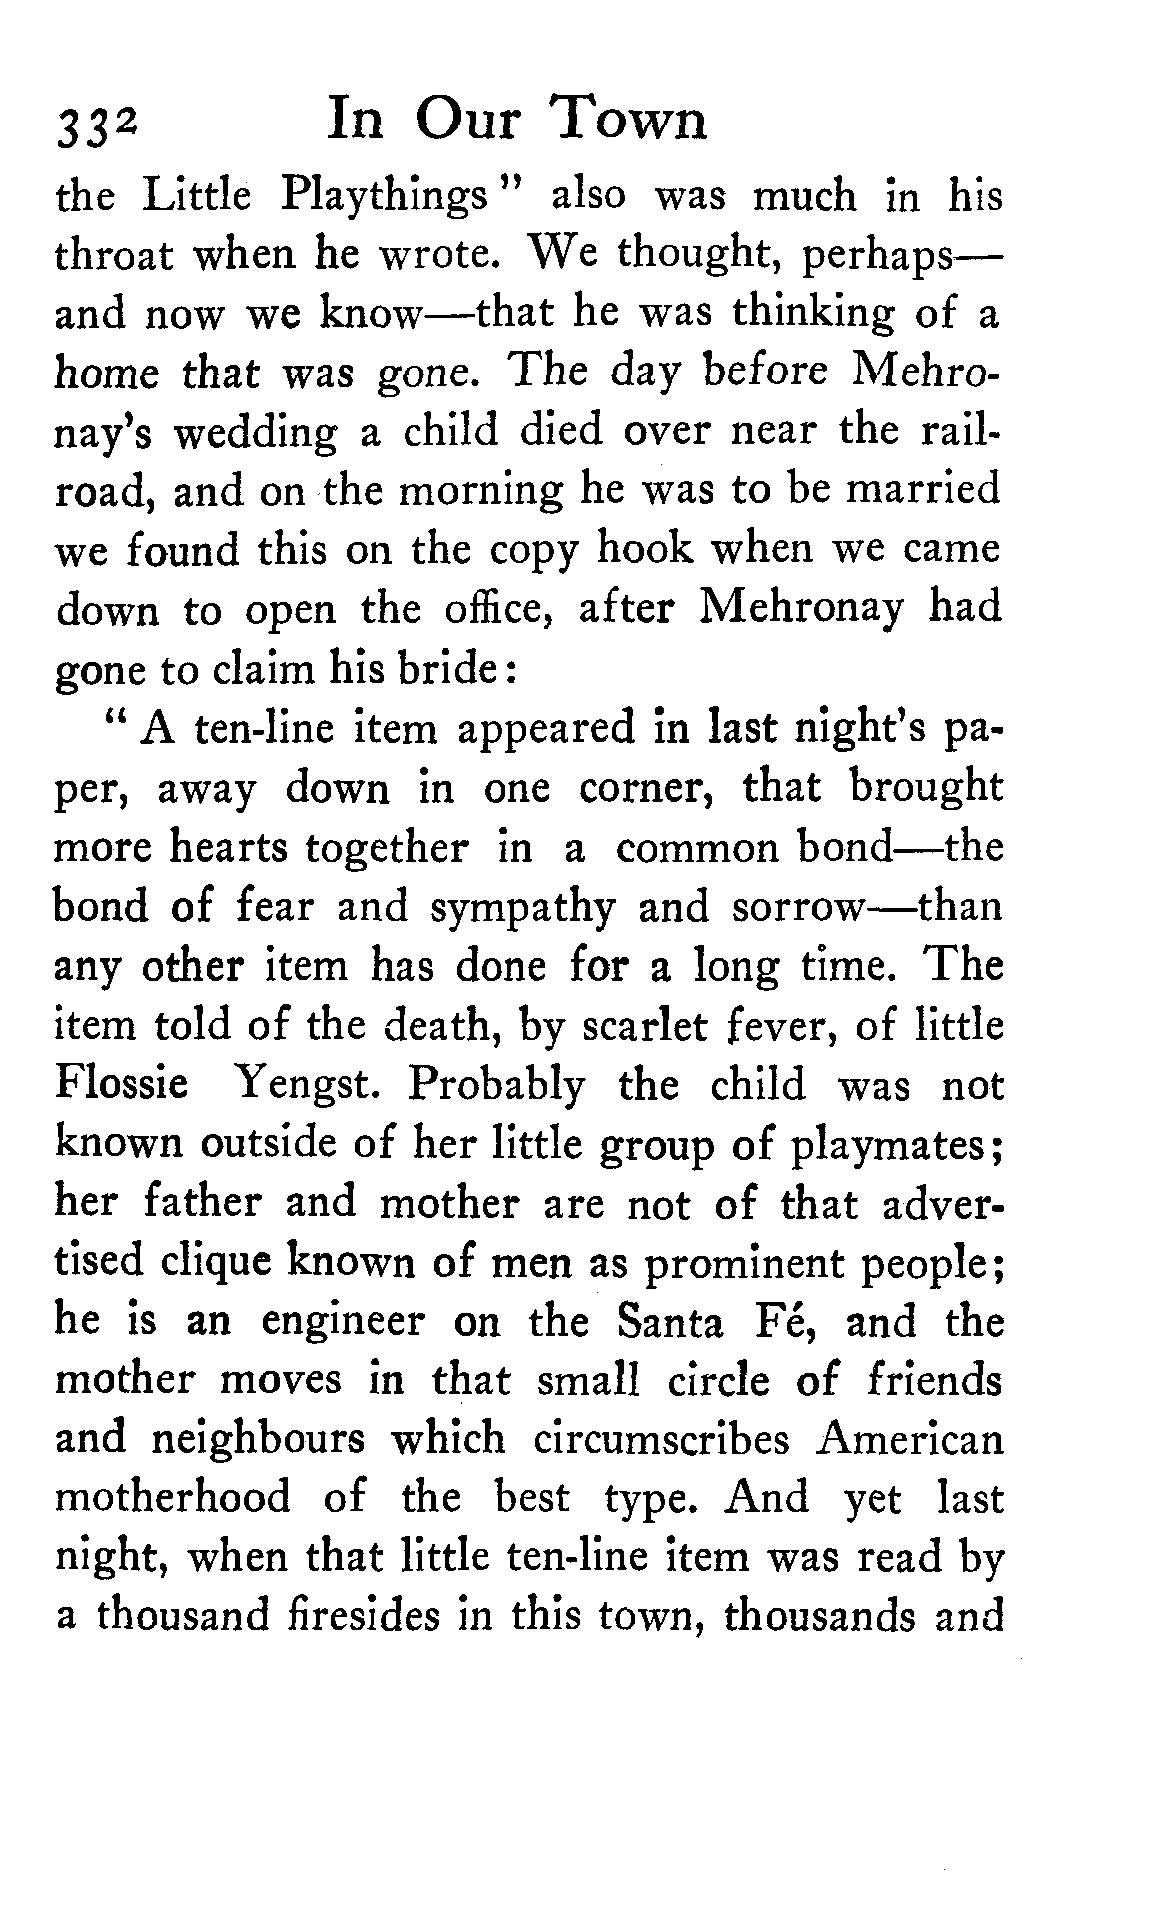 332 In Our Town
the Little Playthings" also was much in his
throat when he wrote. We thought, perhaps—
and now we know—that he was thinking of a
home that was gone. The day before Mehro-
nay's wedding a child died over near the rail-
road, and on the morning he was to be married
we found this on the copy hook when we came
down to open the office, after Mehronay had
gone to claim his bride:
"A ten-line item appeared in last night's pa-
per, away down in one corner, that brought
more hearts together in a common bond—the
bond of fear and sympathy and sorrow—than
any other item has done for a long time. The
item told of the death, by scarlet fever, of little
Flossie Yengst. Probably the child was not
known outside of her little group of playmates;
her father and mother are not of that adver-
tised clique known of men as prominent people;
he is an engineer on the Santa Fé, and the
mother moves in that small circle of friends
and neighbours which circumscribes American
motherhood of the best type. And yet last
night, when that little ten-line item was read by
a thousand firesides in this town, thousands and